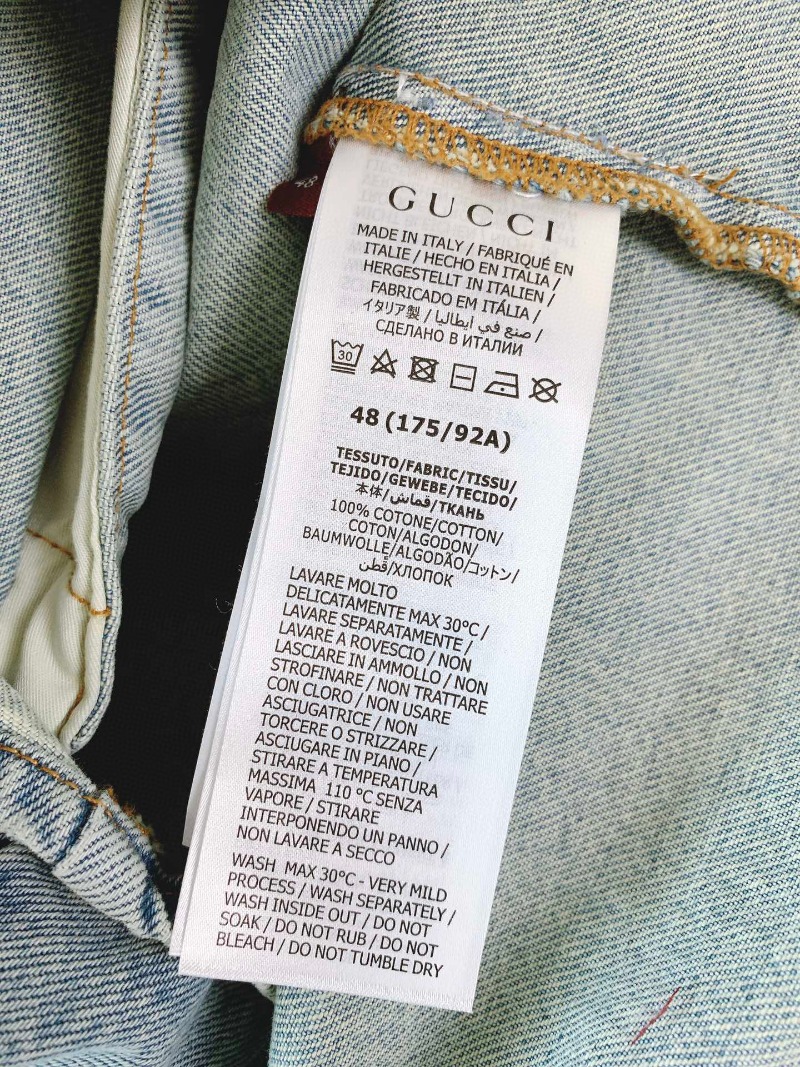 48
GUCCI
MADE IN ITALY / FABRIQUÉ EN
ITALIE / HECHO EN ITALIA /
HERGESTELLT IN ITALIEN /
FABRICADO EM ITÁLIA /
イタリア製 / صنع في ايطاليا /
СДЕЛАНО В ИТАЛИИ
30
48 (175/92A)
TESSUTO/FABRIC/TISSU/
TEJIDO/GEWEBE/TECIDO/
本体/قماش/ТКАНЬ
100% COTONE/COTTON/
COTON/ALGODÓN/
BAUMWOLLE/ALGODÃO/コットン/
قطن/ХЛОПОК
LAVARE MOLTO
DELICATAMENTE MAX 30°C /
LAVARE SEPARATAMENTE /
LAVARE A ROVESCIO / NON
LASCIARE IN AMMOLLO / NON
STROFINARE / NON TRATTARE
CON CLORO / NON USARE
ASCIUGATRICE / NON
TORCERE O STRIZZARE /
ASCIUGARE IN PIANO /
STIRARE A TEMPERATURA
MASSIMA 110 °C SENZA
VAPORE / STIRARE
INTERPONENDO UN PANNO /
NON LAVARE A SECCO
WASH MAX 30°C - VERY MILD
PROCESS / WASH SEPARATELY /
WASH INSIDE OUT / DO NOT
SOAK / DO NOT RUB / DO NOT
BLEACH / DO NOT TUMBLE DRY